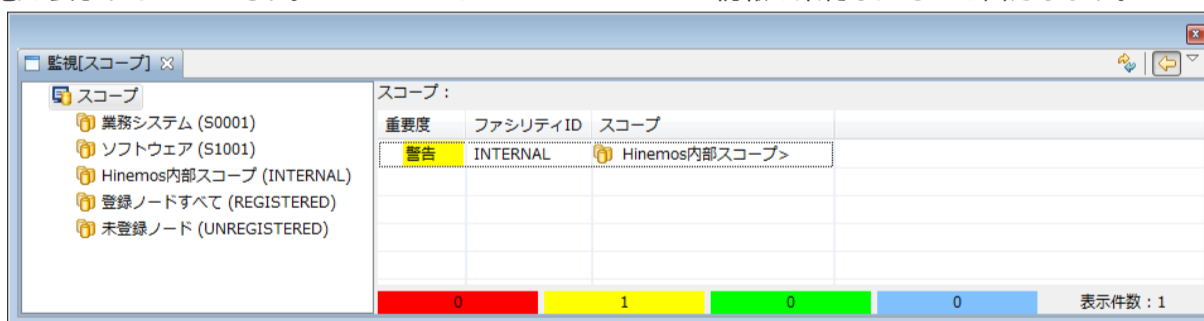 監視[スコープ]
スコープ
業務システム (S0001)
ソフトウェア (S1001)
Hinemos内部スコープ (INTERNAL)
登録ノードすべて (REGISTERED)
未登録ノード (UNREGISTERED)
スコープ :
重要度 ファシリティID スコープ
警告 INTERNAL Hinemos内部スコープ>
0 1 0 0 表示件数 : 1